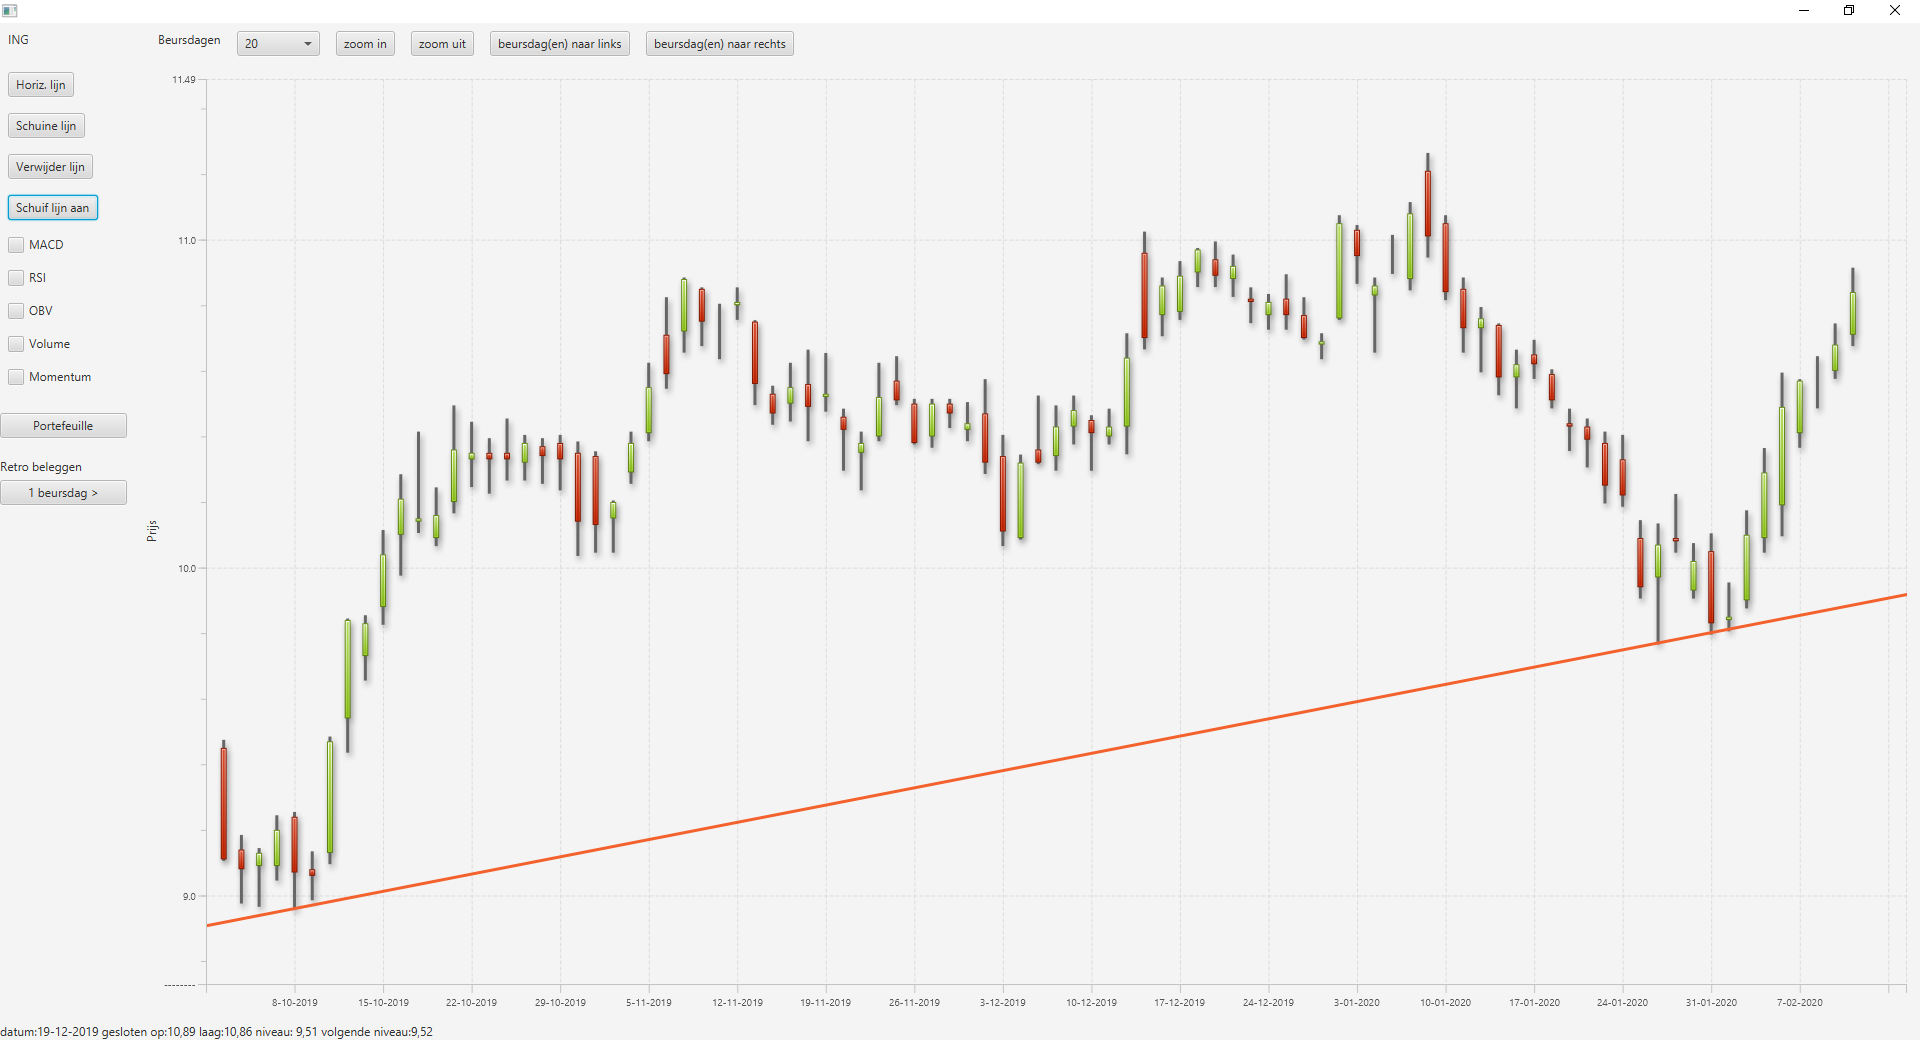 ING
Beursdagen 20 zoom in zoom uit beursdag(en) naar links beursdag(en) naar rechts
Horiz. lijn
Schuine lijn
Verwijder lijn
Schuif lijn aan
MACD
RSI
OBV
Volume
Momentum
Portefeuille
Retro beleggen
1 beursdag >
Prijs
11.49
11.0
10.0
9.0
--------
8-10-2019 15-10-2019 22-10-2019 29-10-2019 5-11-2019 12-11-2019 19-11-2019 26-11-2019 3-12-2019 10-12-2019 17-12-2019 24-12-2019 3-01-2020 10-01-2020 17-01-2020 24-01-2020 31-01-2020 7-02-2020
datum:19-12-2019 gesloten op:10,89 laag:10,86 niveau: 9,51 volgende niveau:9,52